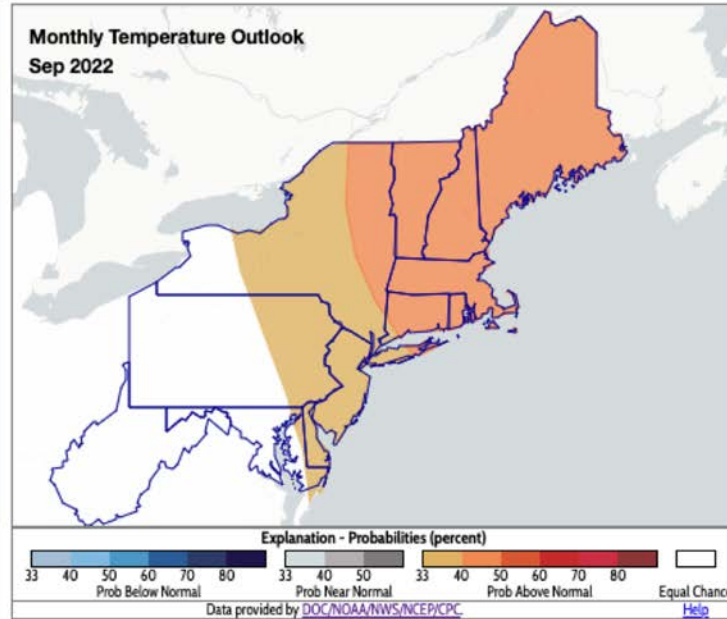 Monthly Temperature Outlook
Sep 2022
Explanation - Probabilities (percent)
33 40 50 60 70 80 33 40 50 33 40 50 60 70 80
Prob Below Normal Prob Near Normal Prob Above Normal Equal Chanc
Data provided by DOC/NOAA/NWS/NCEP/CPC. Help